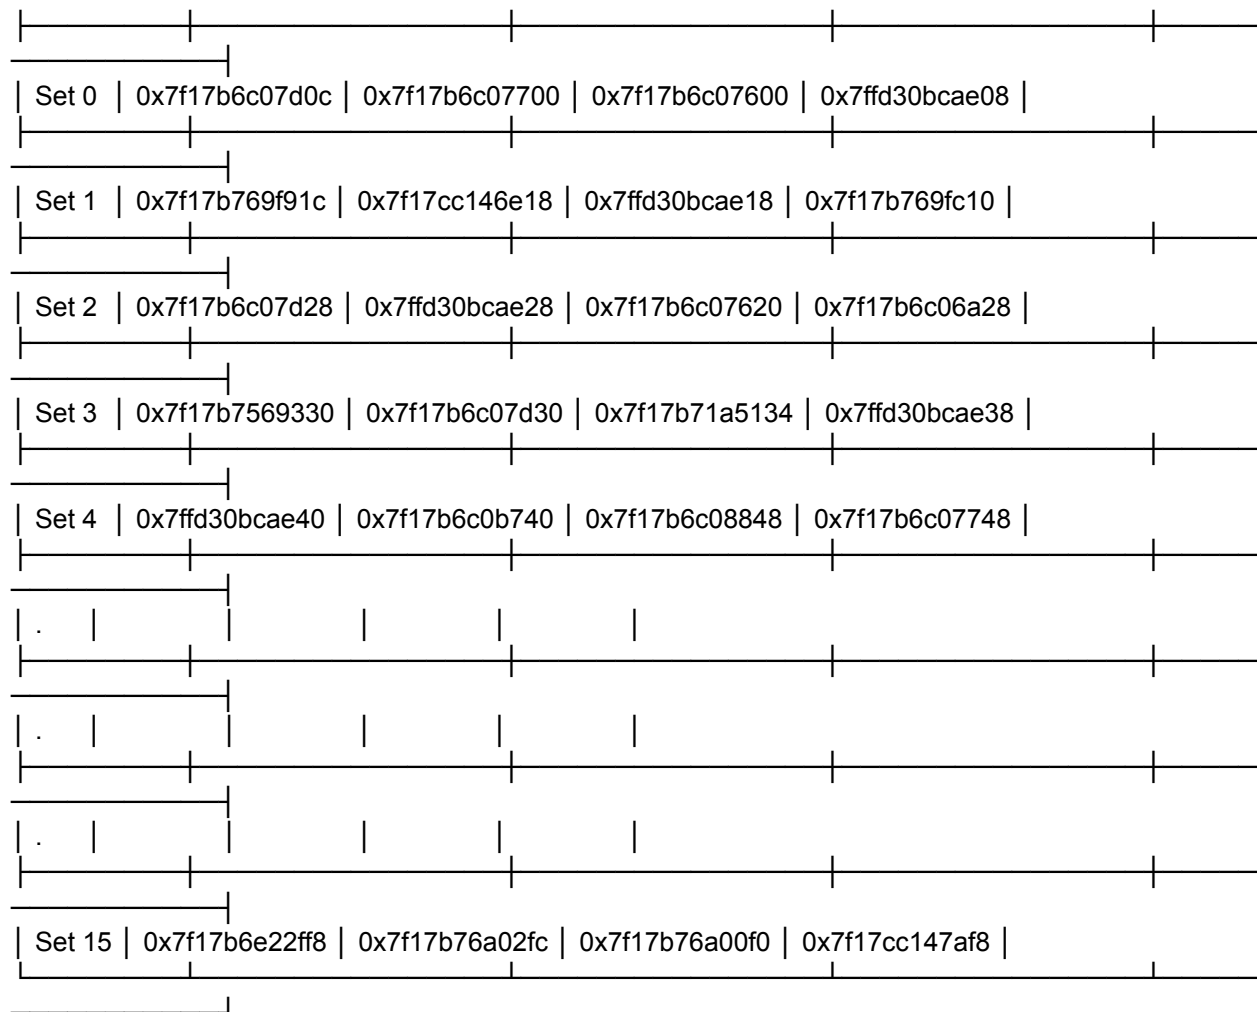 │ Set 0 │ 0x7f17b6c07d0c │ 0x7f17b6c07700 │ 0x7f17b6c07600 │ 0x7ffd30bcae08 │
│ Set 1 │ 0x7f17b769f91c │ 0x7f17cc146e18 │ 0x7ffd30bcae18 │ 0x7f17b769fc10 │
│ Set 2 │ 0x7f17b6c07d28 │ 0x7ffd30bcae28 │ 0x7f17b6c07620 │ 0x7f17b6c06a28 │
│ Set 3 │ 0x7f17b7569330 │ 0x7f17b6c07d30 │ 0x7f17b71a5134 │ 0x7ffd30bcae38 │
│ Set 4 │ 0x7ffd30bcae40 │ 0x7f17b6c0b740 │ 0x7f17b6c08848 │ 0x7f17b6c07748 │
│ . │ │ │ │ │
│ . │ │ │ │ │
│ . │ │ │ │ │
│ Set 15 │ 0x7f17b6e22ff8 │ 0x7f17b76a02fc │ 0x7f17b76a00f0 │ 0x7f17cc147af8 │